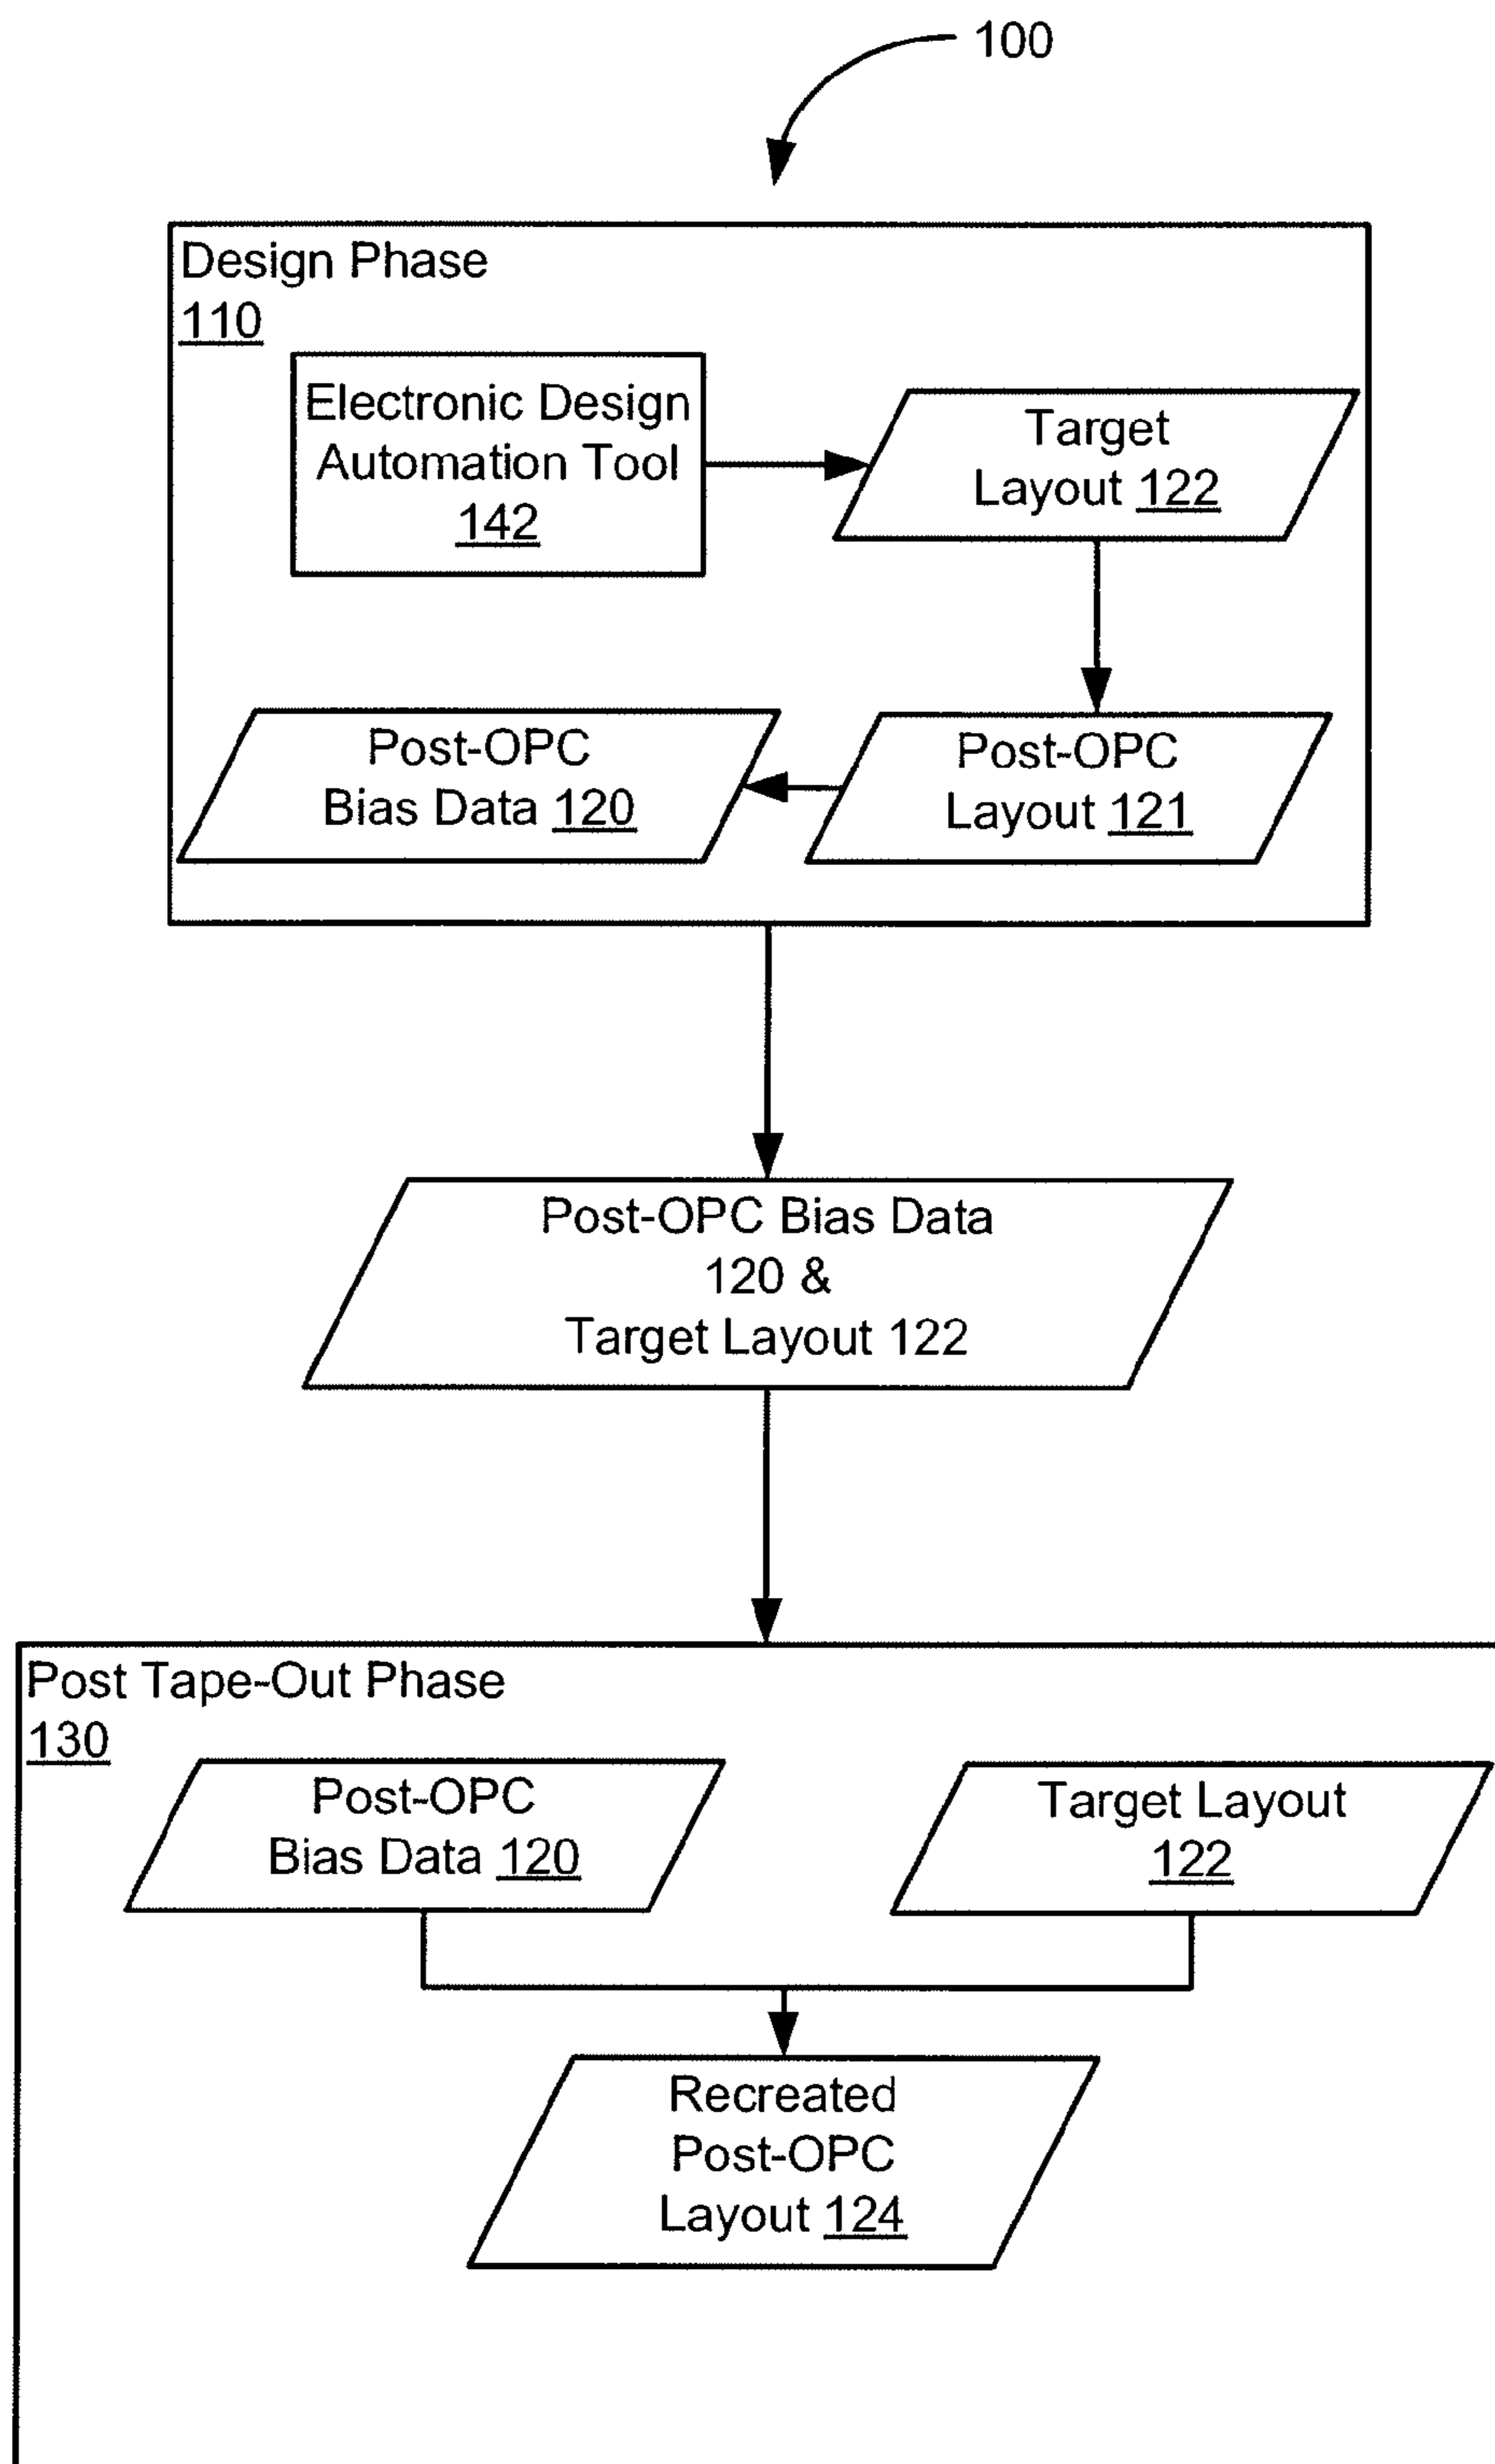 100
Design Phase
110
Electronic Design
Automation Tool
142
Target
Layout 122
Post-OPC
Bias Data 120
Post-OPC
Layout 121
Post-OPC Bias Data
120 &
Target Layout 122
Post Tape-Out Phase
130
Post-OPC
Bias Data 120
Target Layout
122
Recreated
Post-OPC
Layout 124